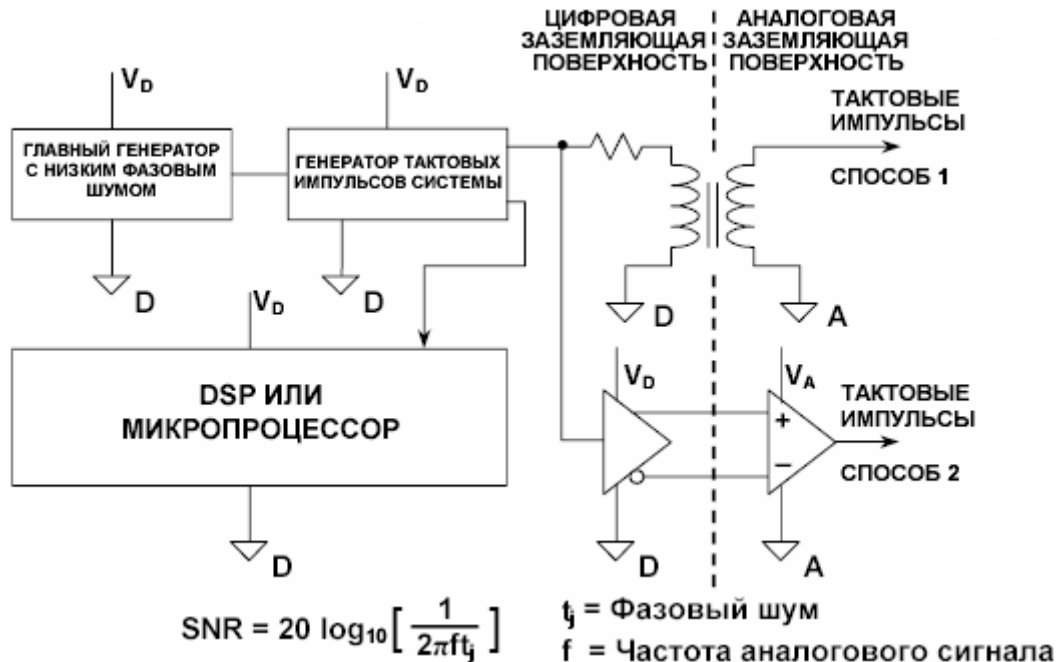 ЦИФРОВАЯ
ЗАЗЕМЛЯЮЩАЯ
ПОВЕРХНОСТЬ
АНАЛОГОВАЯ
ЗАЗЕМЛЯЮЩАЯ
ПОВЕРХНОСТЬ
V_D
V_D
ТАКТОВЫЕ
ИМПУЛЬСЫ
СПОСОБ 1
ГЛАВНЫЙ ГЕНЕРАТОР
С НИЗКИМ ФАЗОВЫМ
ШУМОМ
ГЕНЕРАТОР ТАКТОВЫХ
ИМПУЛЬСОВ СИСТЕМЫ
D
D
D
A
V_D
DSP ИЛИ
МИКРОПРОЦЕССОР
D
V_D
V_A
+
−
ТАКТОВЫЕ
ИМПУЛЬСЫ
СПОСОБ 2
D
A
SNR = 20 log₁₀[1/(2πft_j)]
t_j = Фазовый шум
f = Частота аналогового сигнала